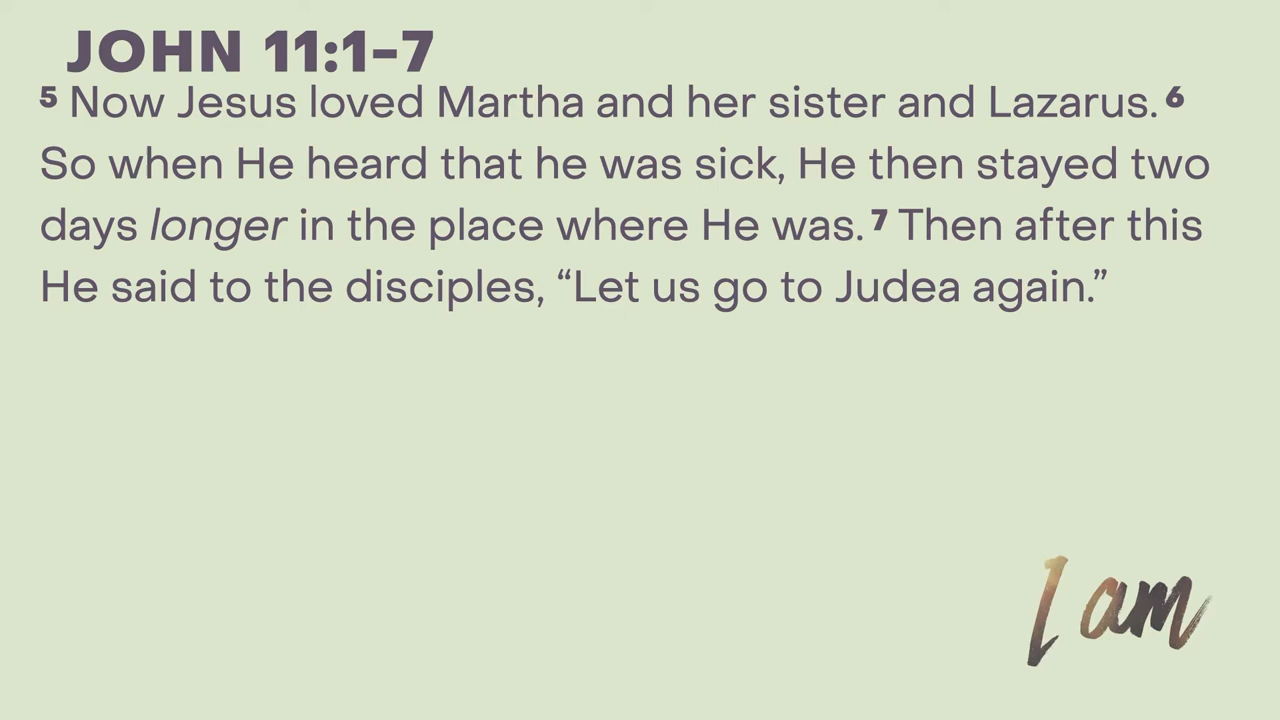 JOHN 11:1-7
5 Now Jesus loved Martha and her sister and Lazarus. 6
So when He heard that he was sick, He then stayed two
days longer in the place where He was. 7 Then after this
He said to the disciples, “Let us go to Judea again.”
I am